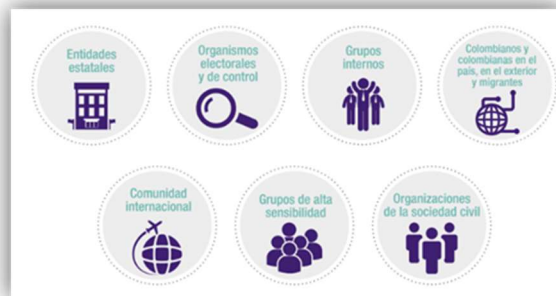 Entidades
estatales
Organismos
electorales
y de control
Grupos
internos
Colombianos y
colombianas en el
país, en el exterior
y migrantes
Comunidad
internacional
Grupos de alta
sensibilidad
Organizaciones
de la sociedad civil